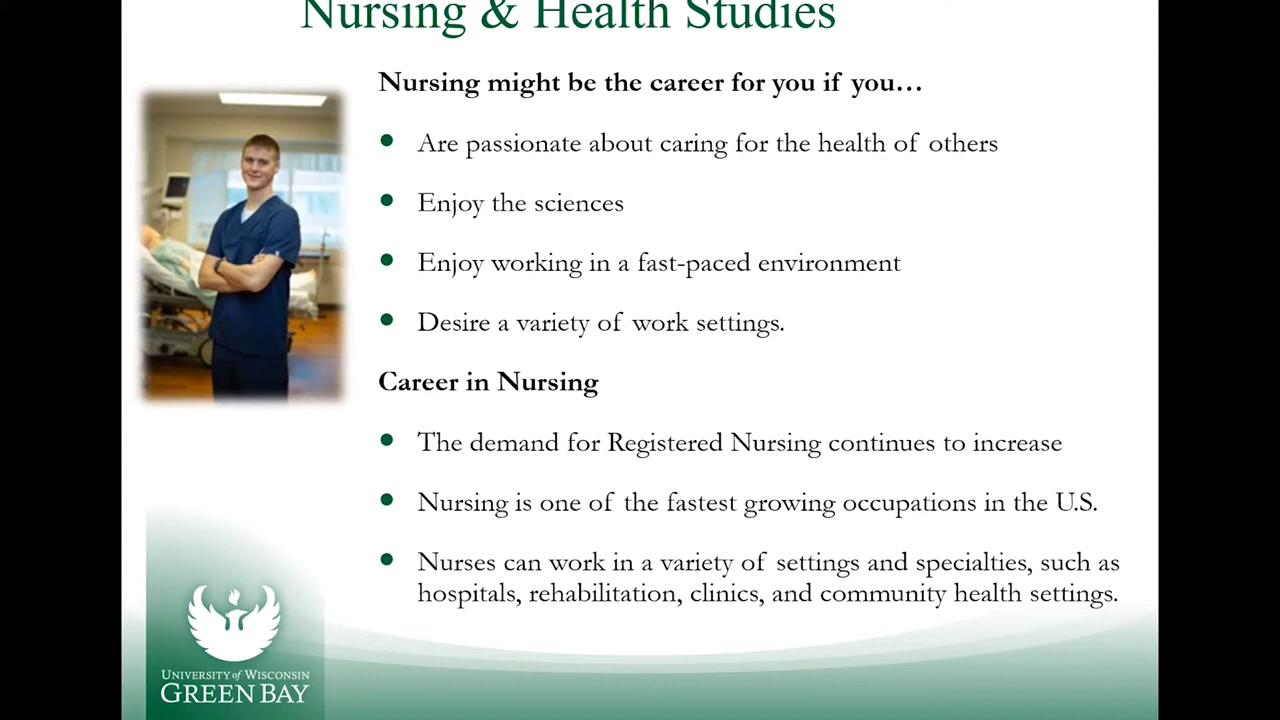 Nursing & Health Studies
Nursing might be the career for you if you…
Are passionate about caring for the health of others
Enjoy the sciences
Enjoy working in a fast-paced environment
Desire a variety of work settings.
Career in Nursing
The demand for Registered Nursing continues to increase
Nursing is one of the fastest growing occupations in the U.S.
Nurses can work in a variety of settings and specialties, such as
hospitals, rehabilitation, clinics, and community health settings.
UNIVERSITY of WISCONSIN
GREEN BAY